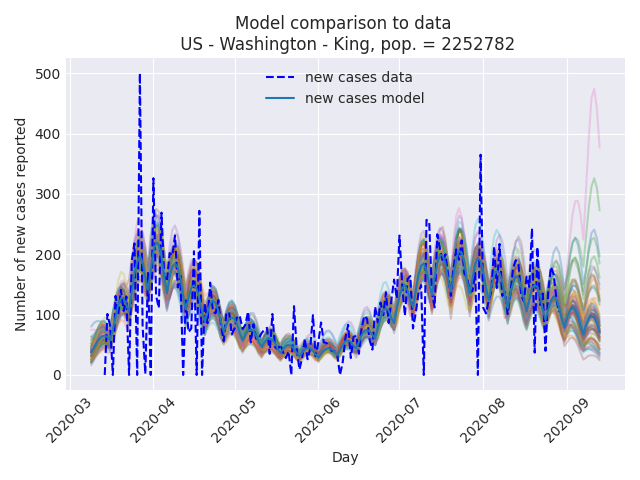 Model comparison to data
US - Washington - King, pop. = 2252782
new cases data
new cases model
Number of new cases reported
500
400
300
200
100
0
2020-03
2020-04
2020-05
2020-06
2020-07
2020-08
2020-09
Day